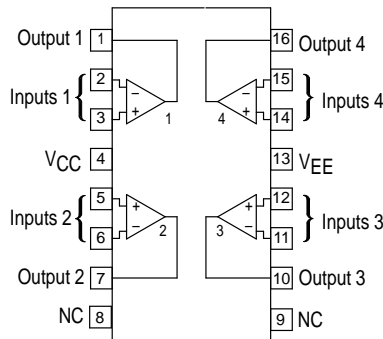 Output 1 1 16 Output 4
2 − − 15
Inputs 1 { } Inputs 4
3 + + 14
1 4
VCC 4 13 VEE
5 + + 12
Inputs 2 { } Inputs 3
6 − − 11
2 3
Output 2 7 10 Output 3
NC 8 9 NC